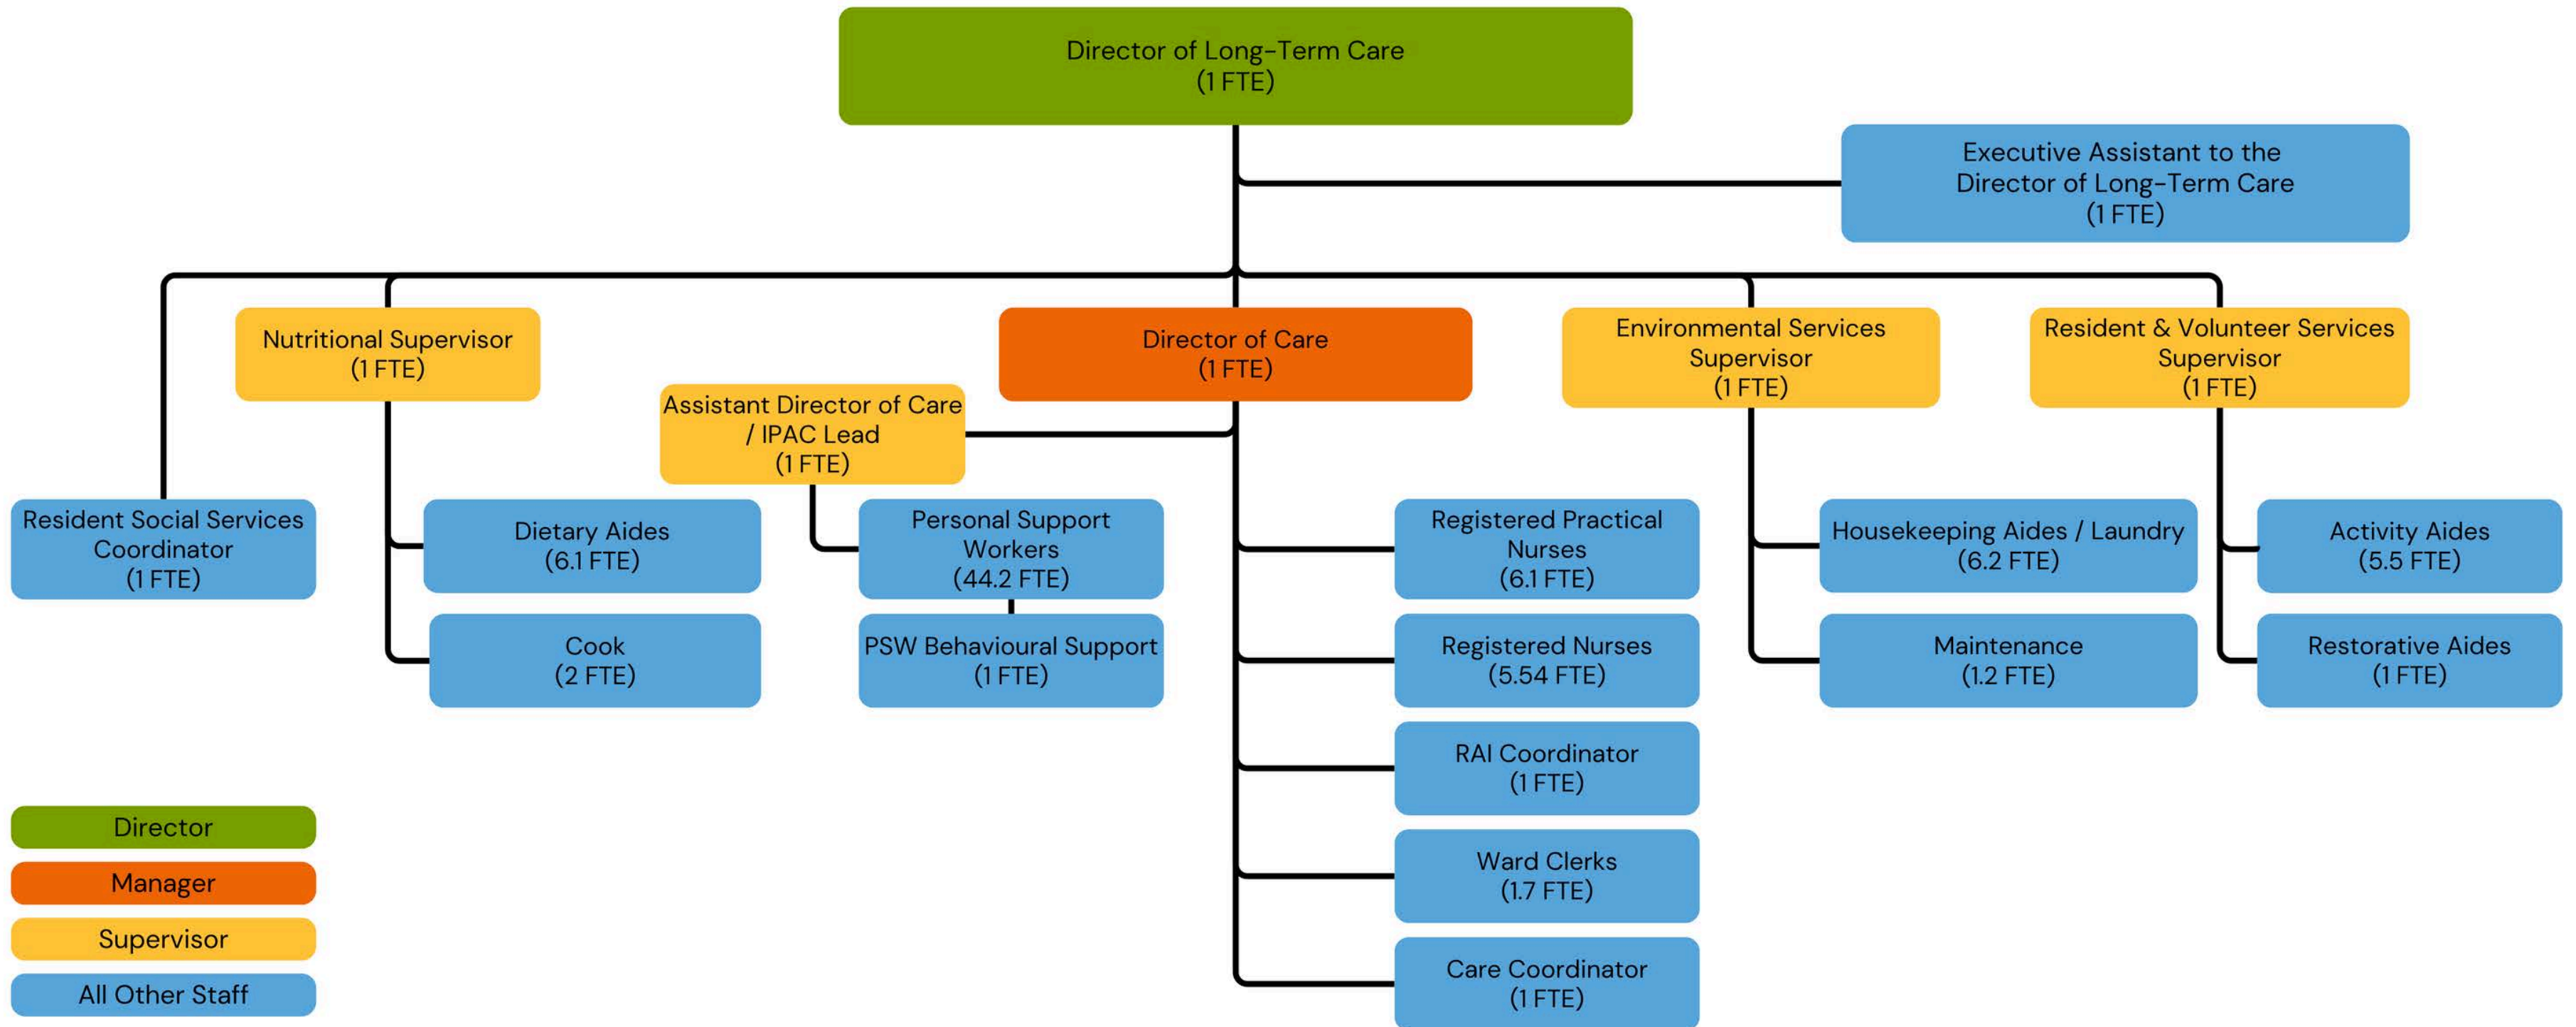 Director of Long-Term Care
(1 FTE)
Executive Assistant to the
Director of Long-Term Care
(1 FTE)
Nutritional Supervisor
(1 FTE)
Director of Care
(1 FTE)
Environmental Services
Supervisor
(1 FTE)
Resident & Volunteer Services
Supervisor
(1 FTE)
Assistant Director of Care
/ IPAC Lead
(1 FTE)
Resident Social Services
Coordinator
(1 FTE)
Dietary Aides
(6.1 FTE)
Personal Support
Workers
(44.2 FTE)
Registered Practical
Nurses
(6.1 FTE)
Housekeeping Aides / Laundry
(6.2 FTE)
Activity Aides
(5.5 FTE)
Cook
(2 FTE)
PSW Behavioural Support
(1 FTE)
Registered Nurses
(5.54 FTE)
Maintenance
(1.2 FTE)
Restorative Aides
(1 FTE)
RAI Coordinator
(1 FTE)
Ward Clerks
(1.7 FTE)
Care Coordinator
(1 FTE)
Director
Manager
Supervisor
All Other Staff